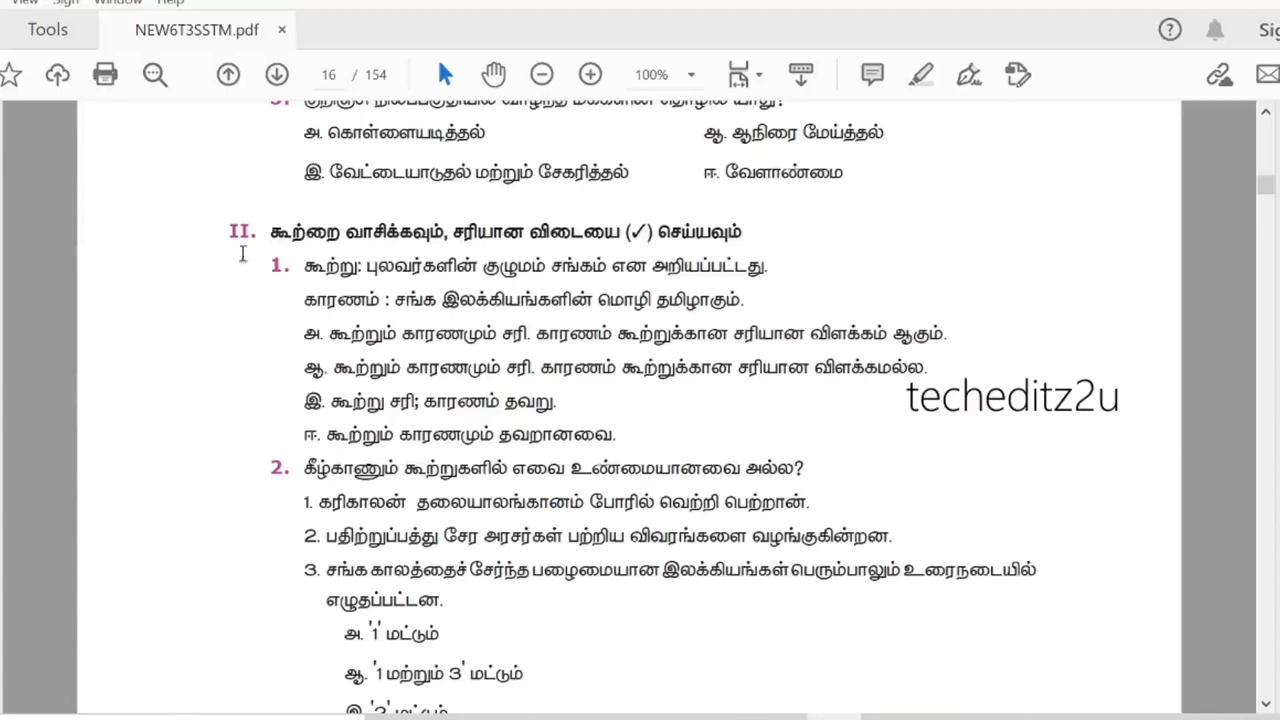 View Sign Window Help
Tools NEW6T3SSTM.pdf × Sig
16 / 154 100%
அ. கொள்ளையடித்தல் ஆ. ஆநிரை மேய்த்தல்
இ. வேட்டையாடுதல் மற்றும் சேகரித்தல் ஈ. வேளாண்மை
II. கூற்றை வாசிக்கவும், சரியான விடையை (✓) செய்யவும்
1. கூற்று: புலவர்களின் குழுமம் சங்கம் என அறியப்பட்டது.
காரணம் : சங்க இலக்கியங்களின் மொழி தமிழாகும்.
அ. கூற்றும் காரணமும் சரி. காரணம் கூற்றுக்கான சரியான விளக்கம் ஆகும்.
ஆ. கூற்றும் காரணமும் சரி. காரணம் கூற்றுக்கான சரியான விளக்கமல்ல.
techeditz2u
இ. கூற்று சரி; காரணம் தவறு.
ஈ. கூற்றும் காரணமும் தவறானவை.
2. கீழ்காணும் கூற்றுகளில் எவை உண்மையானவை அல்ல?
1. கரிகாலன் தலையாலங்கானம் போரில் வெற்றி பெற்றான்.
2. பதிற்றுப்பத்து சேர அரசர்கள் பற்றிய விவரங்களை வழங்குகின்றன.
3. சங்க காலத்தைச் சேர்ந்த பழைமையான இலக்கியங்கள் பெரும்பாலும் உரைநடையில்
எழுதப்பட்டன.
அ. '1' மட்டும்
ஆ. '1 மற்றும் 3' மட்டும்